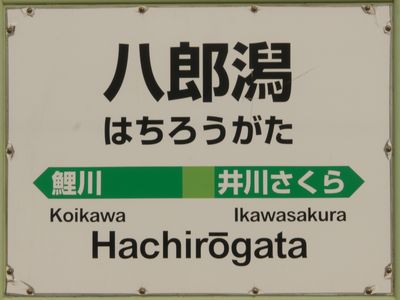 八郎潟
はちろうがた
鯉川 井川さくら
Koikawa Ikawasakura
Hachirōgata